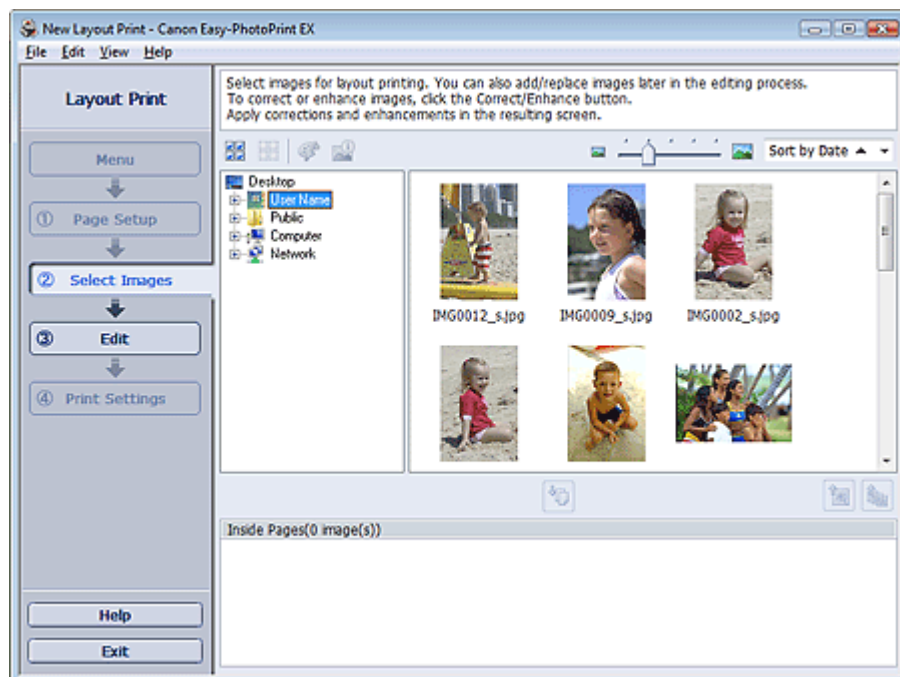 New Layout Print - Canon Easy-PhotoPrint EX
File Edit View Help
Layout Print
Select images for layout printing. You can also add/replace images later in the editing process.
To correct or enhance images, click the Correct/Enhance button.
Apply corrections and enhancements in the resulting screen.
Menu
① Page Setup
② Select Images
③ Edit
④ Print Settings
Help
Exit
Sort by Date
Desktop
User Name
Public
Computer
Network
IMG0012_s.jpg IMG0009_s.jpg IMG0002_s.jpg
Inside Pages(0 image(s))